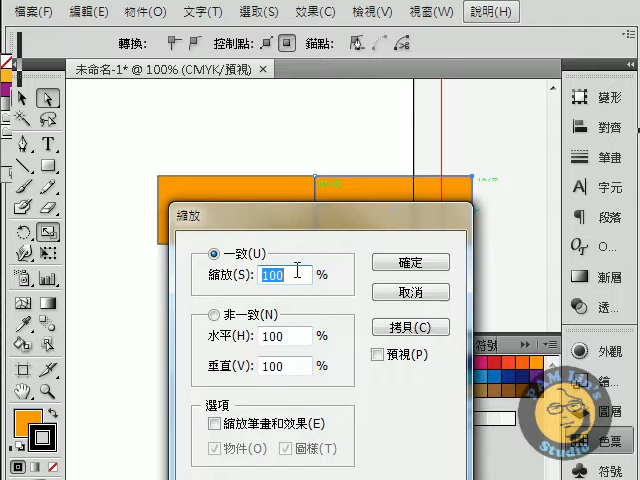 檔案(F) 編輯(E) 物件(O) 文字(T) 選取(S) 效果(C) 檢視(V) 視窗(W) 說明(H)
轉換: 控制點: 錨點:
未命名-1* @ 100% (CMYK/預視) ×
變形
對齊
筆畫
字元
段落
O...
漸層
透...
外觀
繪...
圖層
色票
符號
縮放
一致(U)
縮放(S): 100 %
非一致(N)
水平(H): 100 %
垂直(V): 100 %
選項
縮放筆畫和效果(E)
物件(O) 圖樣(T)
確定
取消
拷貝(C)
預視(P)
符號
Studio